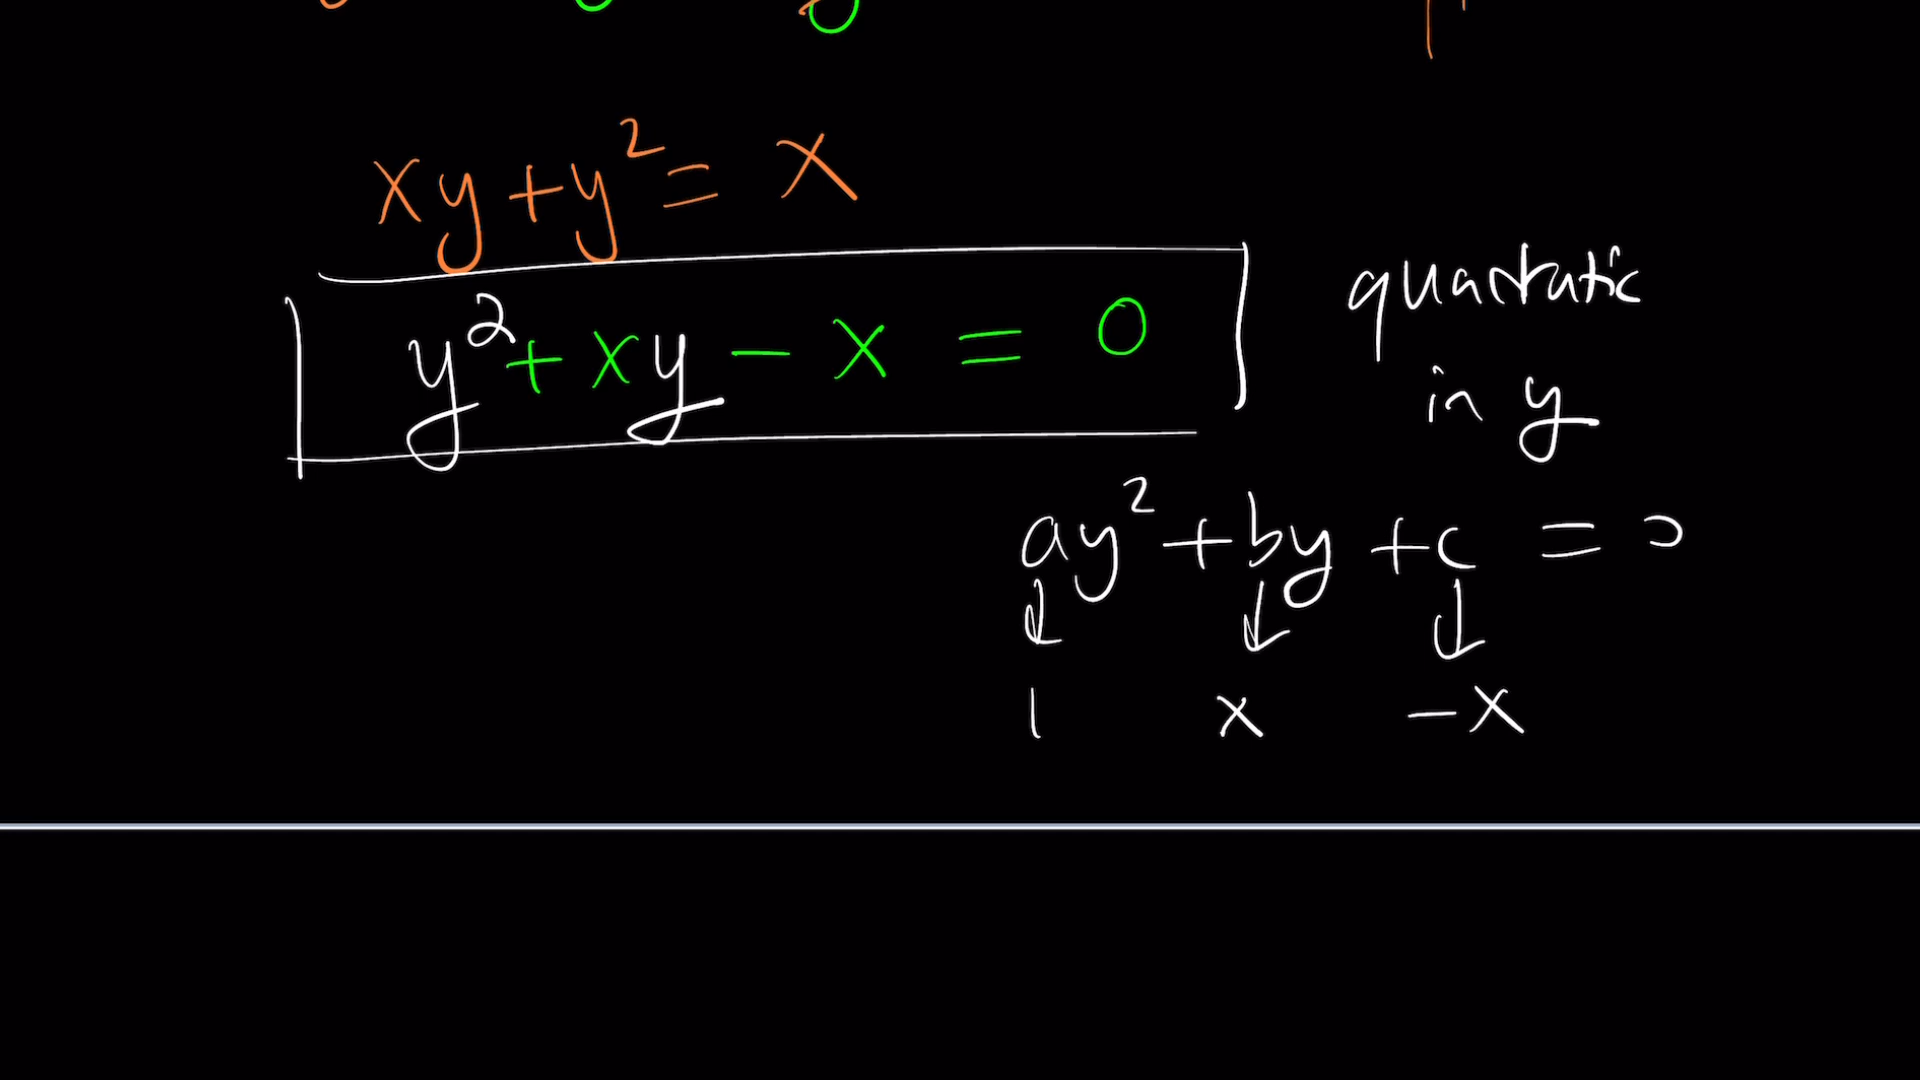 xy + y² = x
y² + xy - x = 0
quadratic
in y
ay² + by + c = 0
↓ ↓ ↓
1 x -x